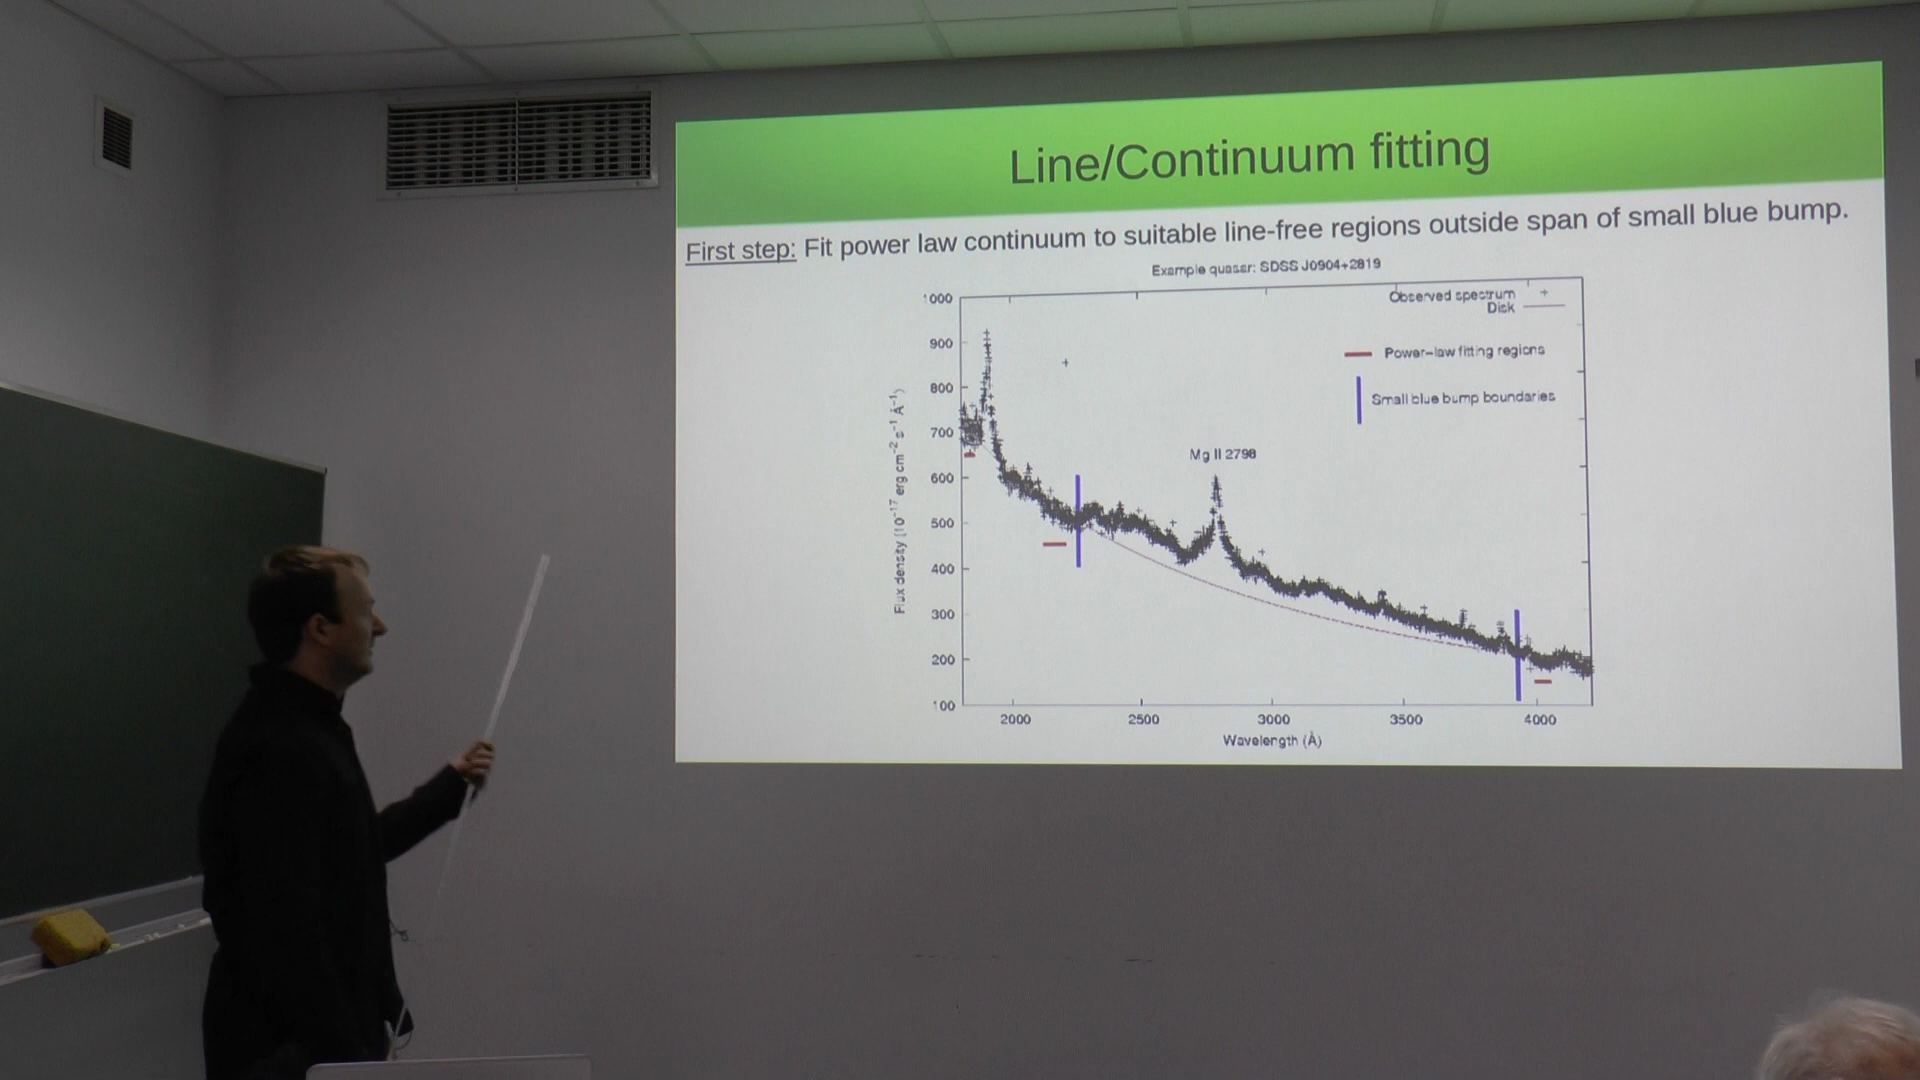 Line/Continuum fitting
First step: Fit power law continuum to suitable line-free regions outside span of small blue bump.
Example quasar: SDSS J0904+2819
Observed spectrum
Disk
Power-law fitting regions
Small blue bump boundaries
Mg II 2798
1000
900
800
700
600
500
400
300
200
100
Flux density (10⁻¹⁷ erg cm⁻² s⁻¹ Å⁻¹)
2000 2500 3000 3500 4000
Wavelength (Å)